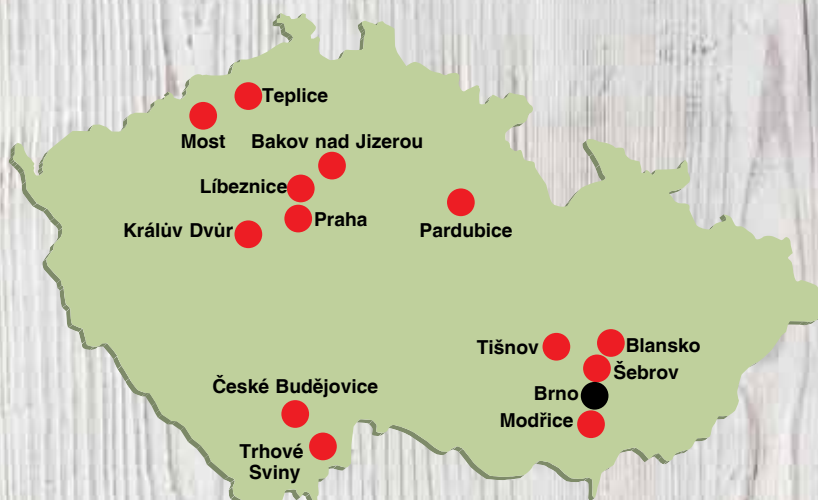 Teplice
Most
Bakov nad Jizerou
Líbeznice
Praha
Králův Dvůr
Pardubice
Tišnov
Blansko
Šebrov
České Budějovice
Brno
Modřice
Trhové
Sviny